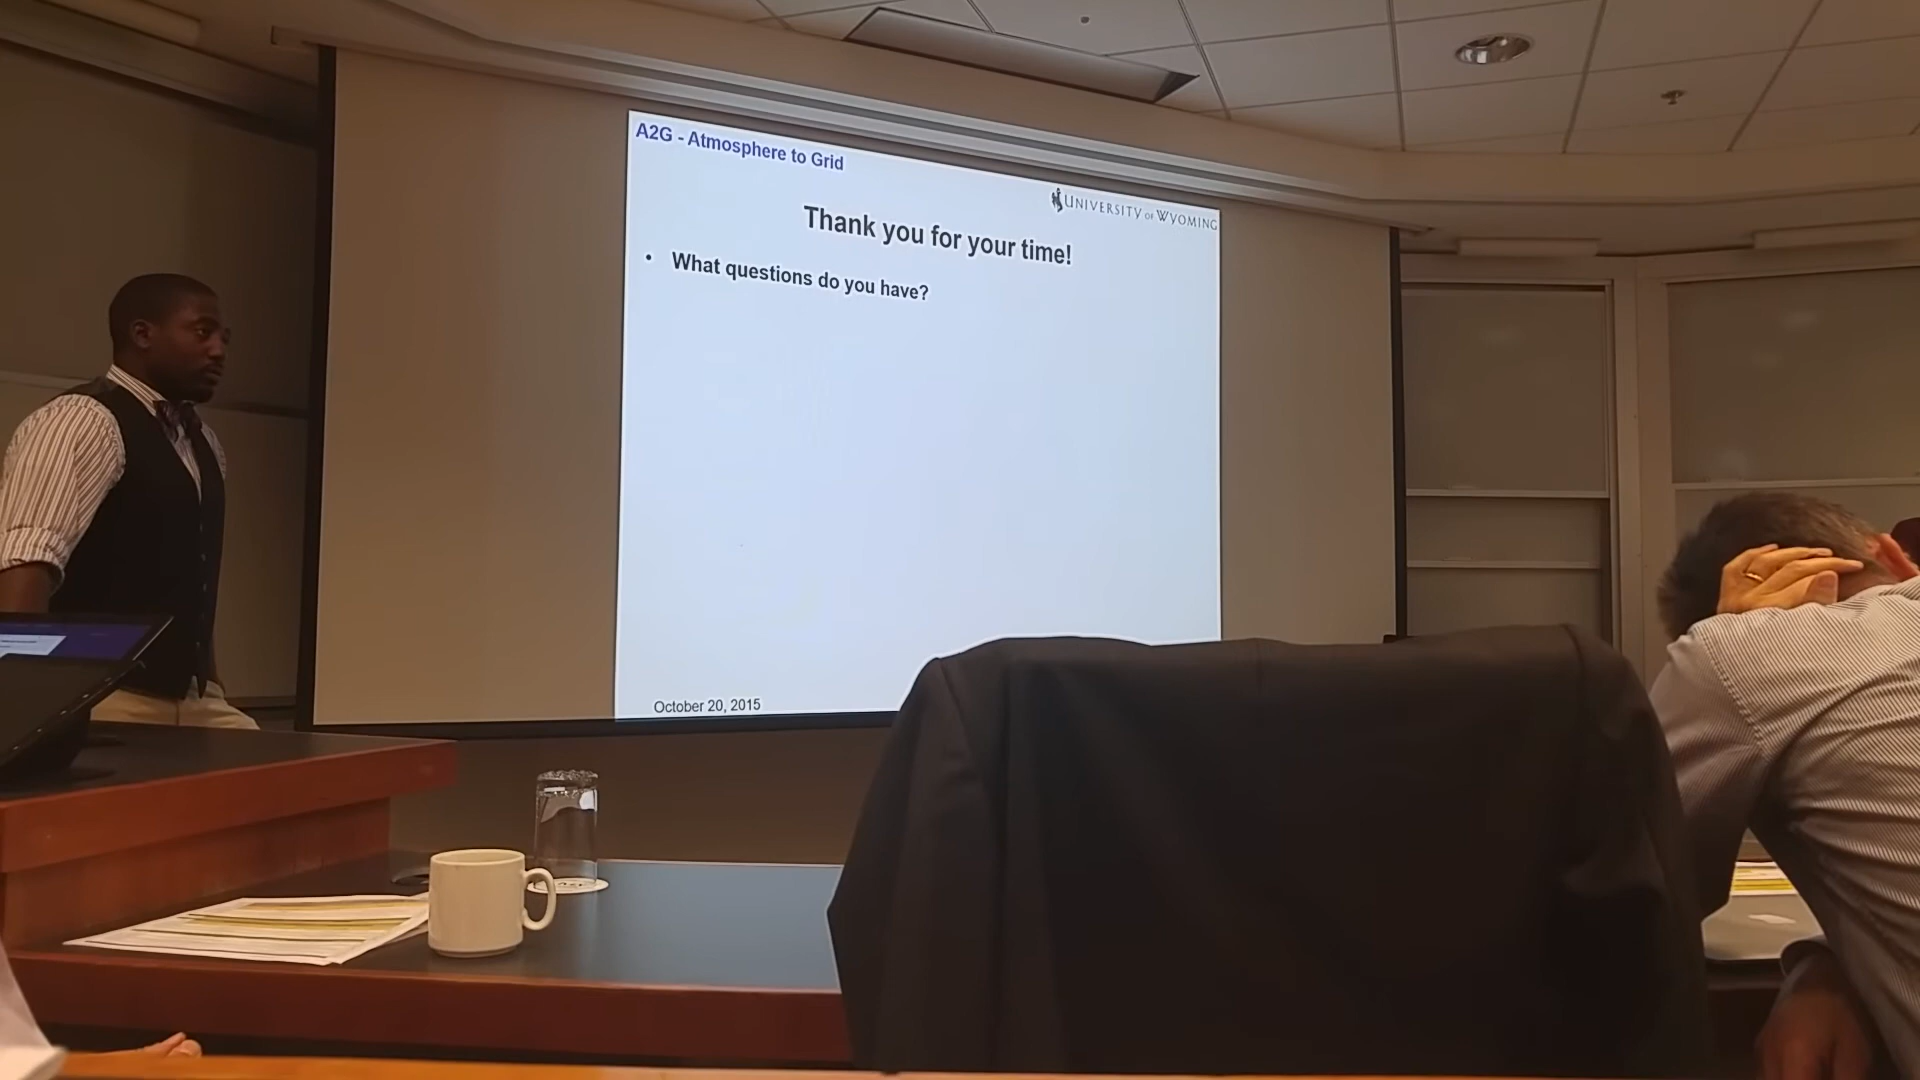 A2G - Atmosphere to Grid
UNIVERSITY OF WYOMING
Thank you for your time!
• What questions do you have?
October 20, 2015